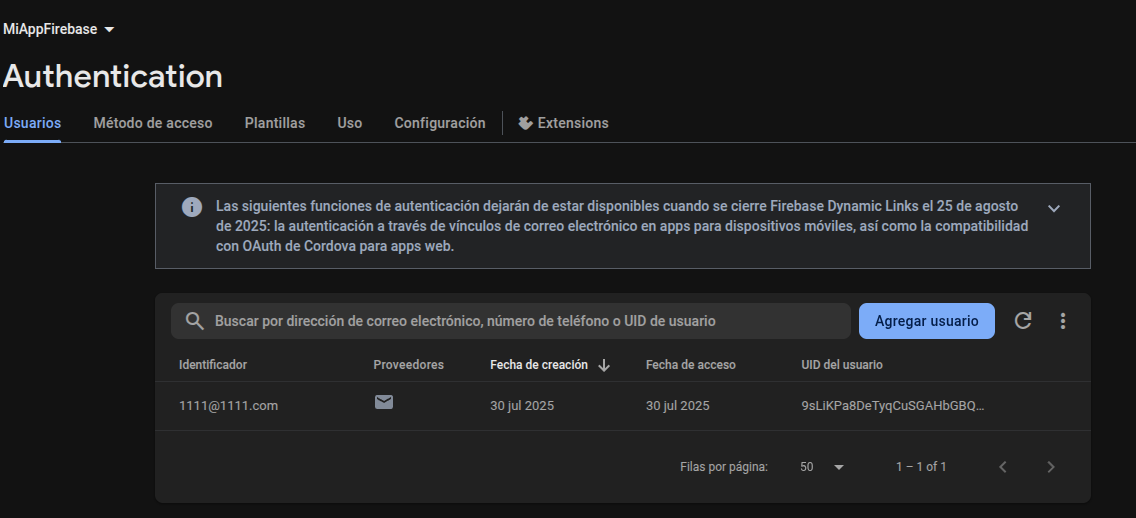 MiAppFirebase
Authentication
Usuarios Método de acceso Plantillas Uso Configuración Extensions
Las siguientes funciones de autenticación dejarán de estar disponibles cuando se cierre Firebase Dynamic Links el 25 de agosto
de 2025: la autenticación a través de vínculos de correo electrónico en apps para dispositivos móviles, así como la compatibilidad
con OAuth de Cordova para apps web.
Buscar por dirección de correo electrónico, número de teléfono o UID de usuario Agregar usuario
Identificador Proveedores Fecha de creación Fecha de acceso UID del usuario
1111@1111.com 30 jul 2025 30 jul 2025 9sLiKPa8DeTyqCuSGAHbGBQ...
Filas por página: 50 1 – 1 of 1